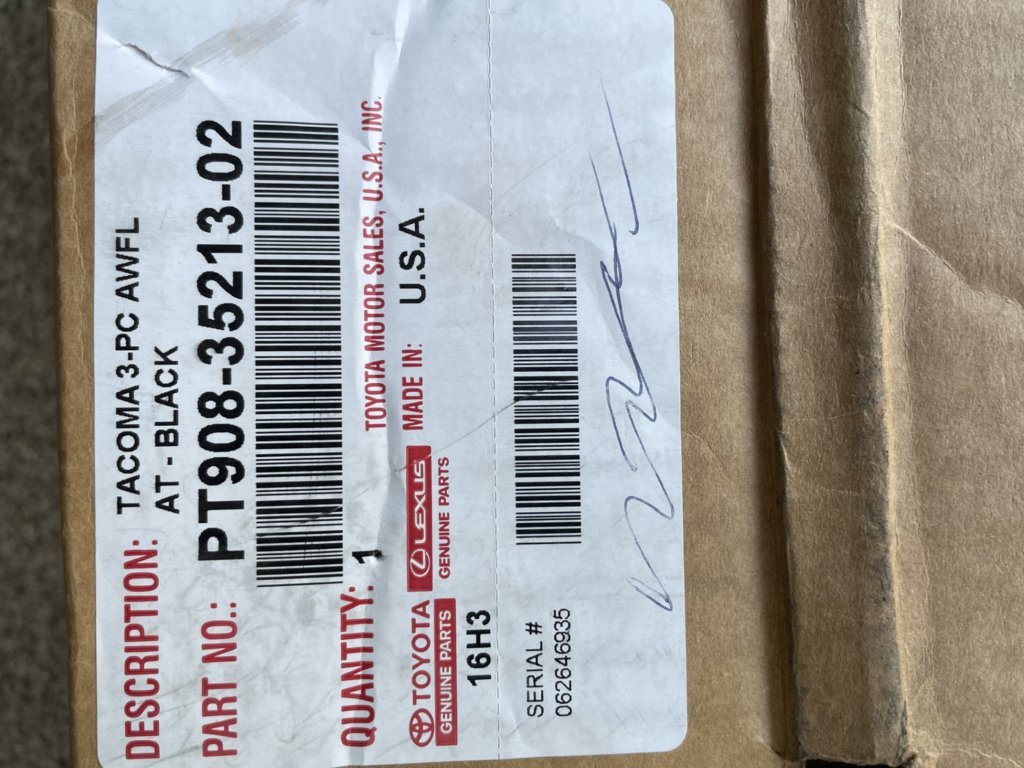 DESCRIPTION: TACOMA 3-PC AWFL
AT - BLACK
PART NO.: PT908-35213-02
QUANTITY: 1
TOYOTA MOTOR SALES, U.S.A., INC.
TOYOTA
GENUINE PARTS
LEXUS
GENUINE PARTS
MADE IN: U.S.A.
16H3
SERIAL #
062646935